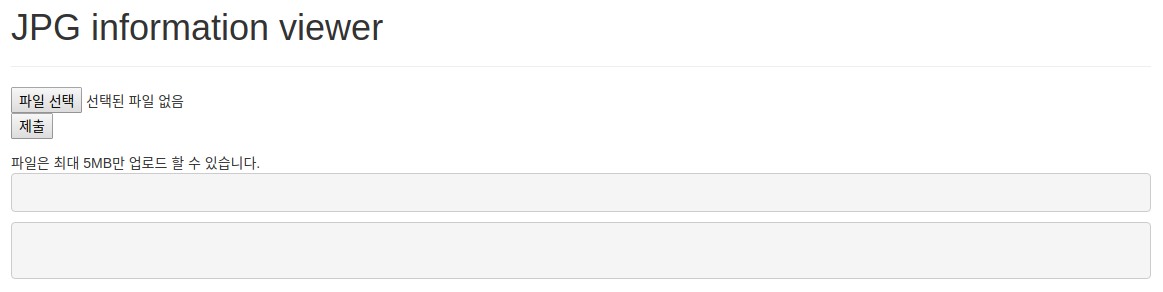 JPG information viewer
파일 선택 선택된 파일 없음
제출
파일은 최대 5MB만 업로드 할 수 있습니다.